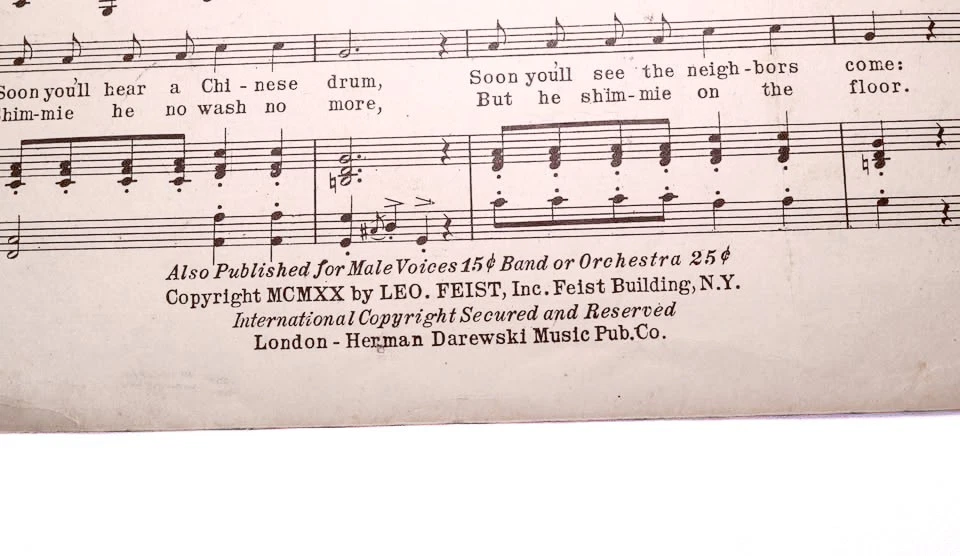 Soon you'll hear a Chi - nese drum, Soon you'll see the neigh - bors come:
Shim - mie he no wash no more, But he shim - mie on the floor.
Also Published for Male Voices 15¢ Band or Orchestra 25¢
Copyright MCMXX by LEO. FEIST, Inc. Feist Building, N.Y.
International Copyright Secured and Reserved
London - Herman Darewski Music Pub. Co.